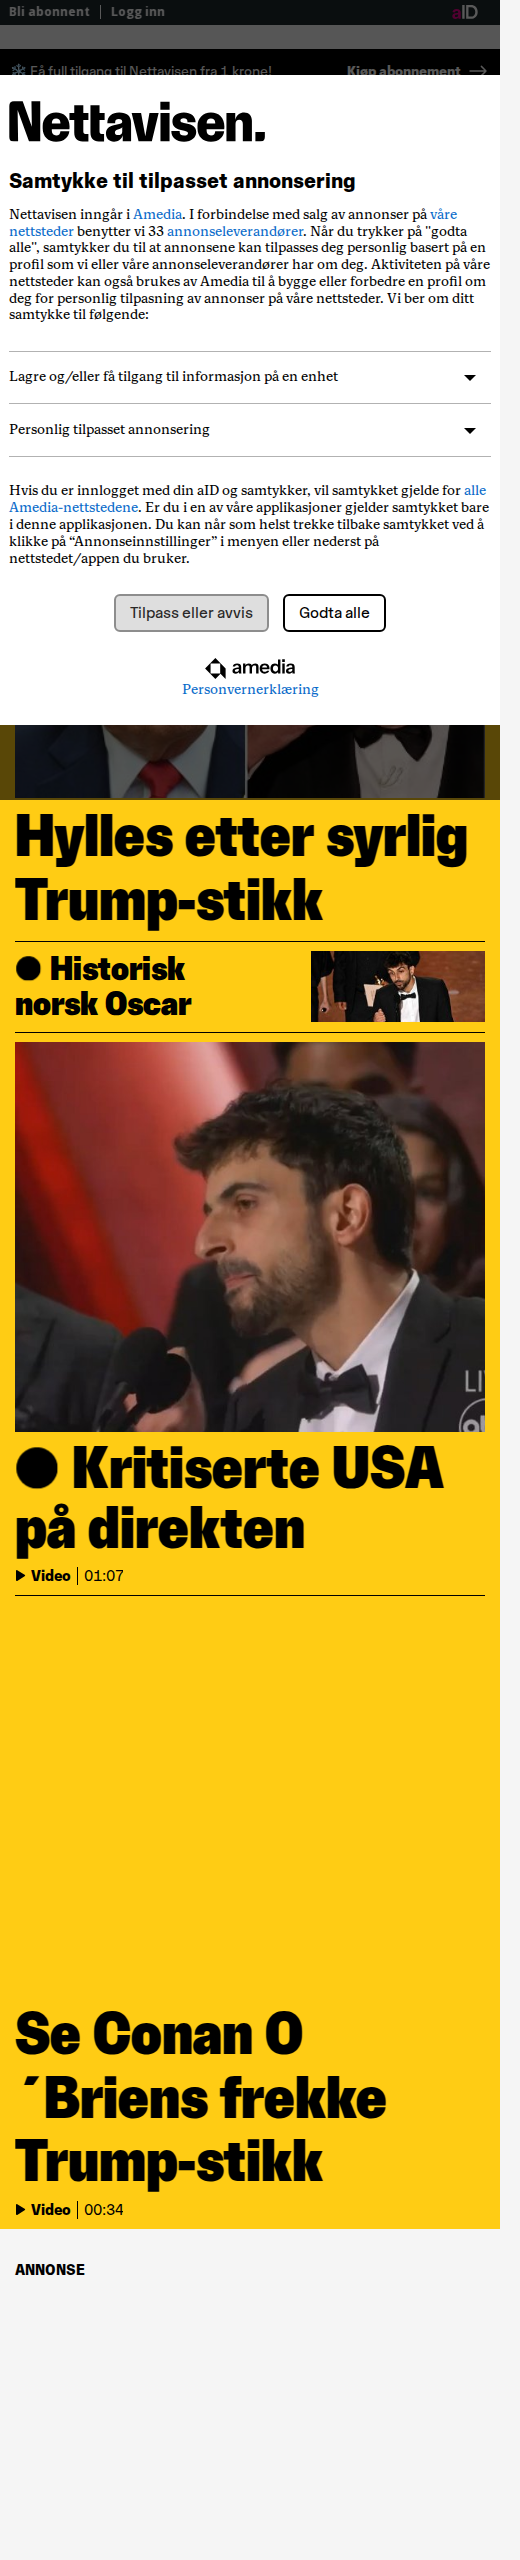 Bli abonnent | Logg inn aID
Få full tilgang til Nettavisen fra 1 krone! Kjøp abonnement
Nettavisen.
Samtykke til tilpasset annonsering
Nettavisen inngår i Amedia. I forbindelse med salg av annonser på våre
nettsteder benytter vi 33 annonseleverandører. Når du trykker på "godta
alle", samtykker du til at annonsene kan tilpasses deg personlig basert på en
profil som vi eller våre annonseleverandører har om deg. Aktiviteten på våre
nettsteder kan også brukes av Amedia til å bygge eller forbedre en profil om
deg for personlig tilpasning av annonser på våre nettsteder. Vi ber om ditt
samtykke til følgende:
Lagre og/eller få tilgang til informasjon på en enhet
Personlig tilpasset annonsering
Hvis du er innlogget med din aID og samtykker, vil samtykket gjelde for alle
Amedia-nettstedene. Er du i en av våre applikasjoner gjelder samtykket bare
i denne applikasjonen. Du kan når som helst trekke tilbake samtykket ved å
klikke på “Annonseinnstillinger” i menyen eller nederst på
nettstedet/appen du bruker.
Tilpass eller avvis Godta alle
amedia
Personvernerklæring
Hylles etter syrlig
Trump-stikk
Historisk
norsk Oscar
Kritiserte USA
på direkten
Video | 01:07
Se Conan O
´Briens frekke
Trump-stikk
Video | 00:34
ANNONSE